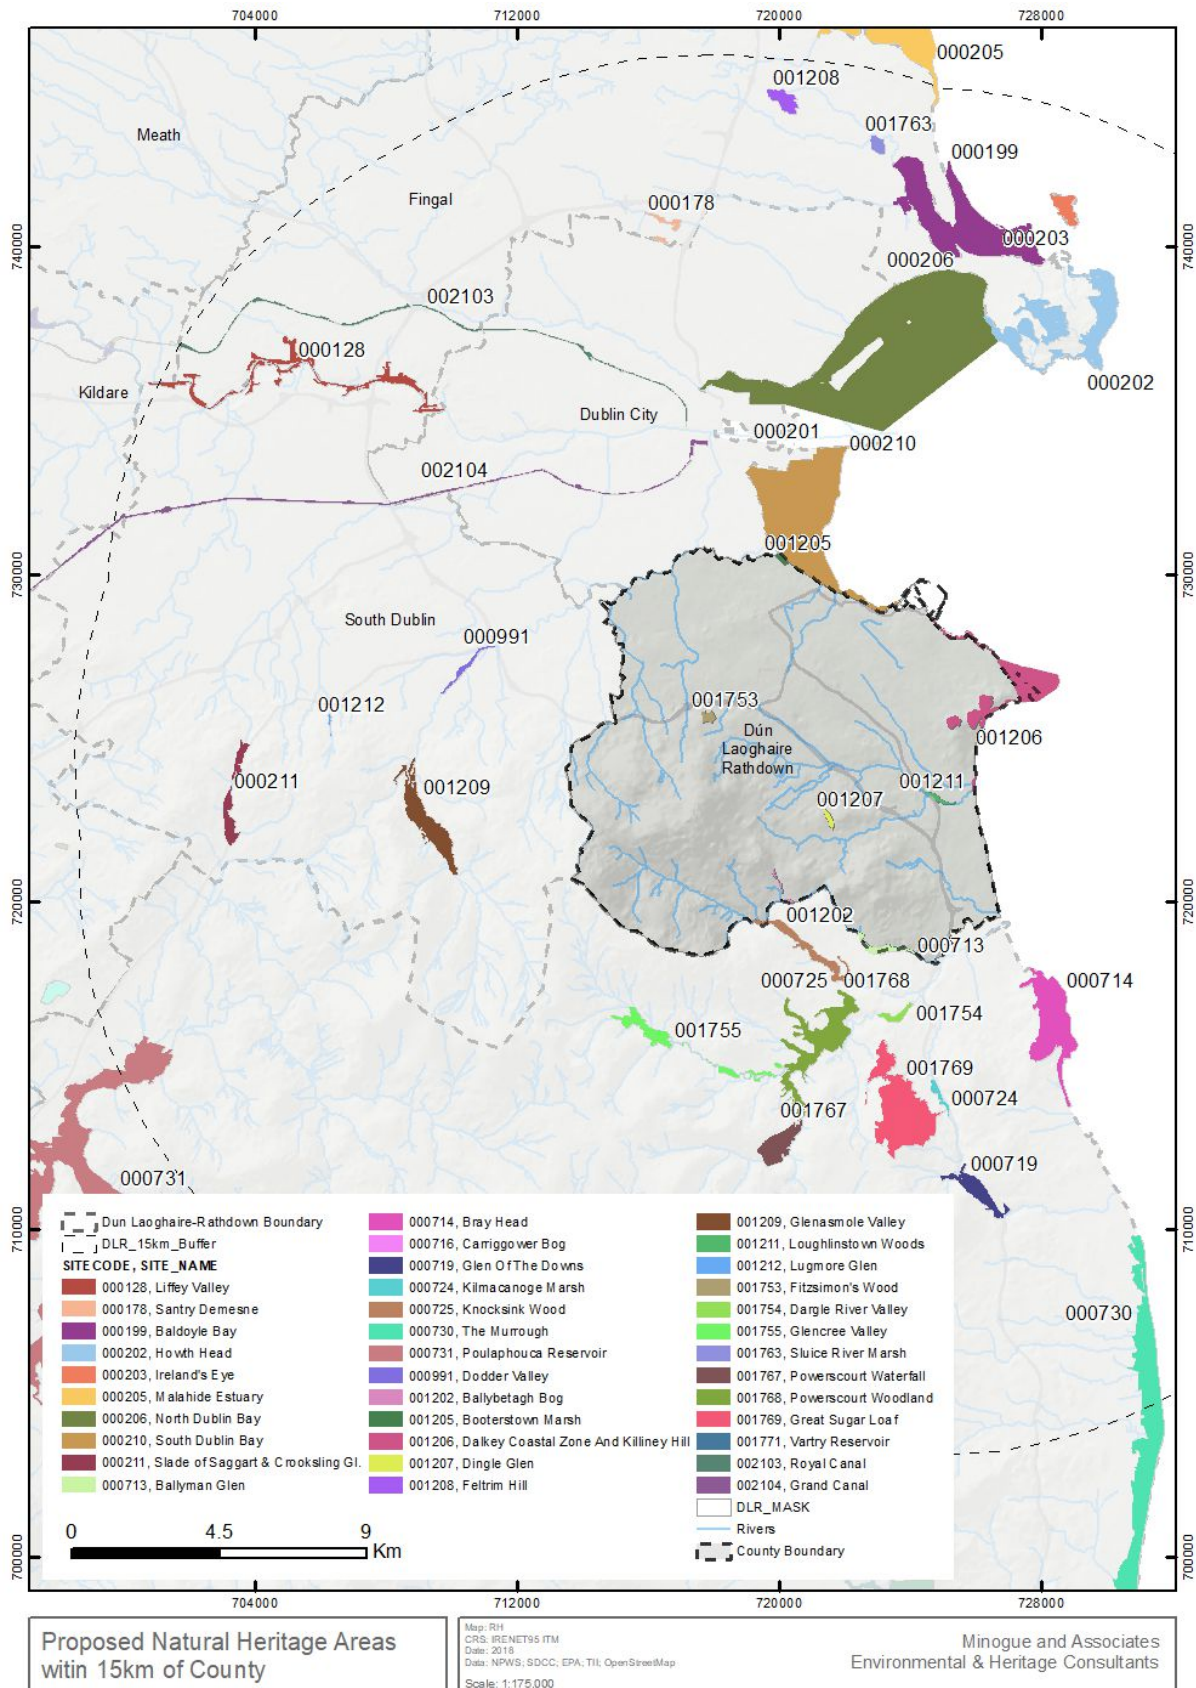 704000 712000 720000 728000
000205
001208
001763
Meath
000199
Fingal
000178
740000 000203 740000
000206
002103
000128
000202
Kildare
Dublin City
000201
000210
002104
001205
730000 730000
South Dublin
000991
001212
001753
Dún
Laoghaire
Rathdown
001206
000211
001209
001211
001207
720000 720000
001202
000713
000725 001768
000714
001754
001755
001769
000724
001767
000719
000731
710000 710000
000730
700000 700000
Dun Laoghaire-Rathdown Boundary
DLR_15km_Buffer
SITECODE, SITE_NAME
000128, Liffey Valley
000178, Santry Demesne
000199, Baldoyle Bay
000202, Howth Head
000203, Ireland's Eye
000205, Malahide Estuary
000206, North Dublin Bay
000210, South Dublin Bay
000211, Slade of Saggart & Crooksling Gl.
000713, Ballyman Glen
000714, Bray Head
000716, Carriggower Bog
000719, Glen Of The Downs
000724, Kilmacanoge Marsh
000725, Knocksink Wood
000730, The Murrough
000731, Poulaphouca Reservoir
000991, Dodder Valley
001202, Ballybetagh Bog
001205, Booterstown Marsh
001206, Dalkey Coastal Zone And Killiney Hill
001207, Dingle Glen
001208, Feltrim Hill
001209, Glenasmole Valley
001211, Loughlinstown Woods
001212, Lugmore Glen
001753, Fitzsimon's Wood
001754, Dargle River Valley
001755, Glencree Valley
001763, Sluice River Marsh
001767, Powerscourt Waterfall
001768, Powerscourt Woodland
001769, Great Sugar Loaf
001771, Vartry Reservoir
002103, Royal Canal
002104, Grand Canal
DLR_MASK
Rivers
County Boundary
0 4.5 9
Km
704000 712000 720000 728000
Proposed Natural Heritage Areas
witin 15km of County
Map: RH
CRS: IRENET95 ITM
Date: 2018
Data: NPWS; SDCC; EPA; TII; OpenStreetMap
Scale: 1:175,000
Minogue and Associates
Environmental & Heritage Consultants